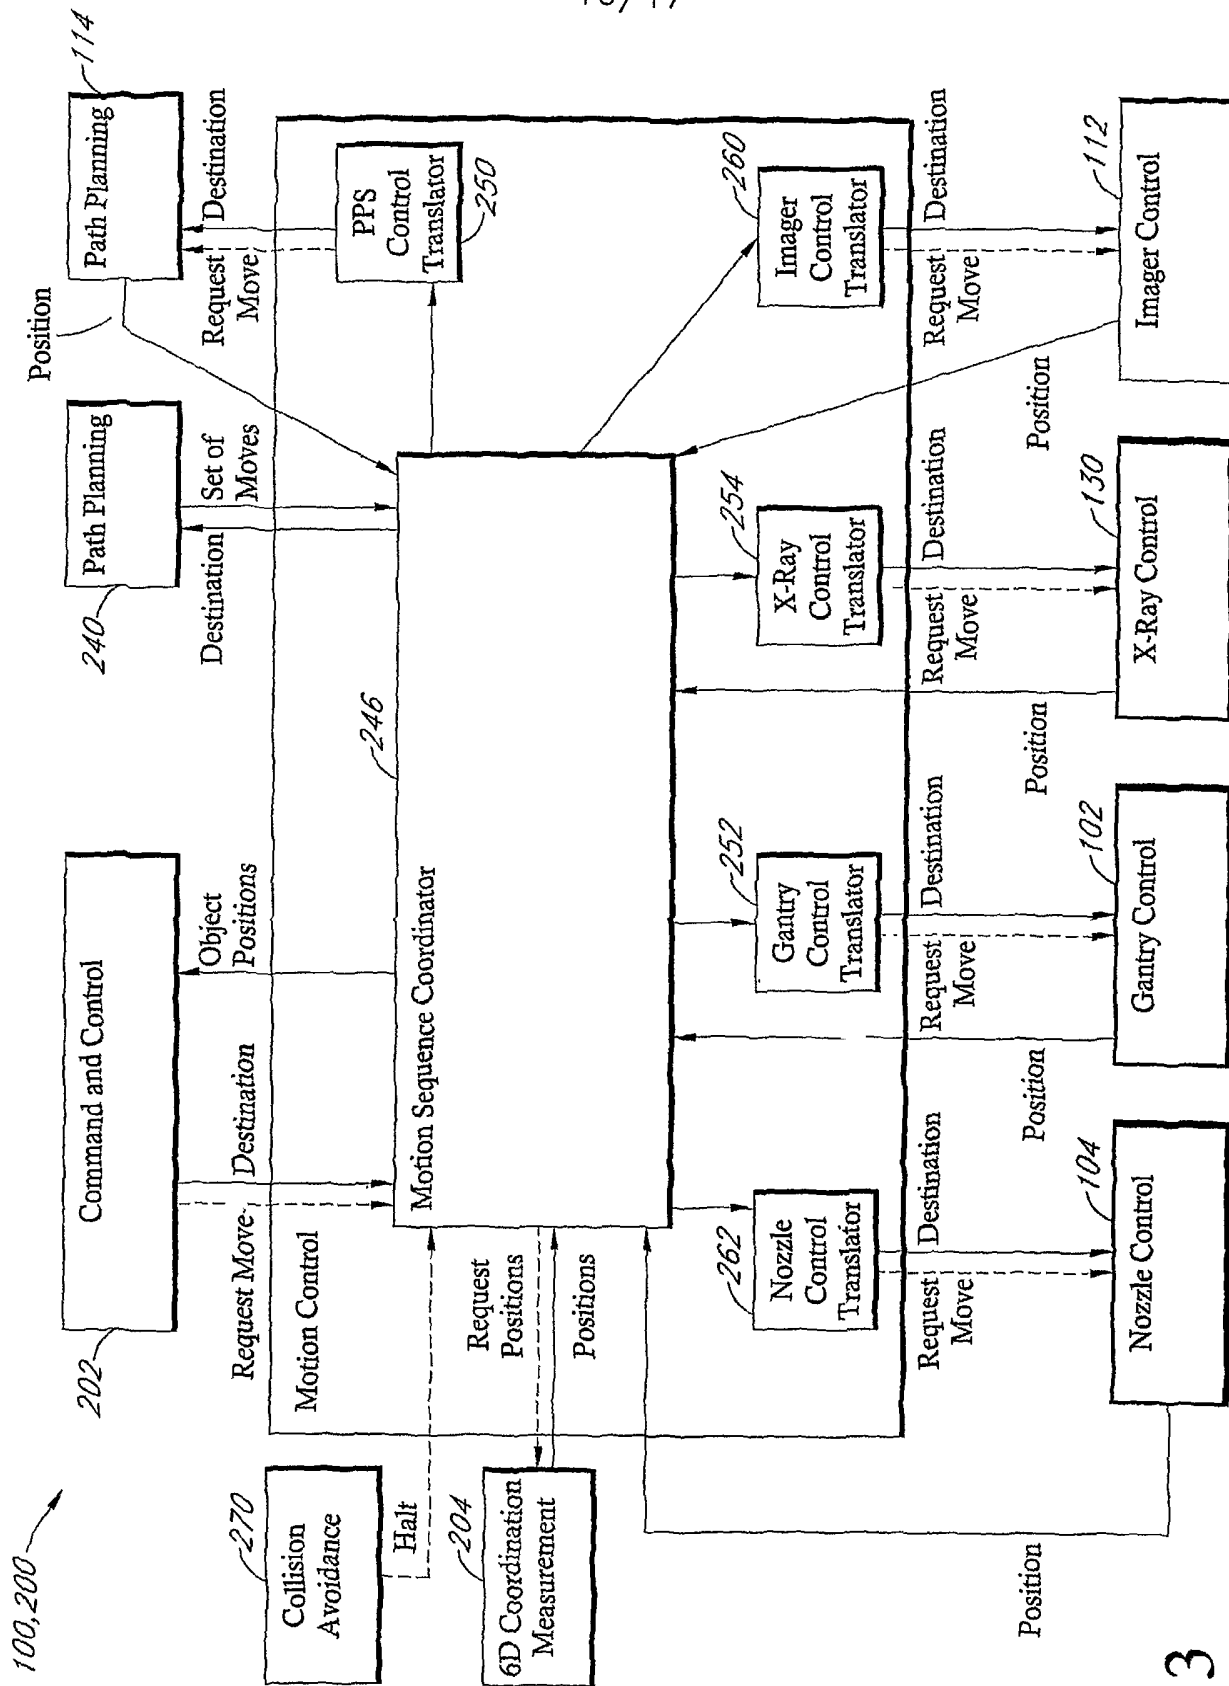 100,200
202
Command and Control
240
Path Planning
Path Planning
114
Position
Request Move
Destination
Object
Positions
Destination
Set of
Moves
Request
Move
Destination
270
Collision
Avoidance
Halt
Motion Control
246
Motion Sequence Coordinator
PPS
Control
Translator
250
204
6D Coordination
Measurement
Request
Positions
Positions
262
Nozzle
Control
Translator
252
Gantry
Control
Translator
254
X-Ray
Control
Translator
260
Imager
Control
Translator
Request
Move
Destination
Request
Move
Destination
Request
Move
Destination
Request
Move
Destination
Position
Position
Position
Position
104
Nozzle Control
102
Gantry Control
130
X-Ray Control
112
Imager Control
3